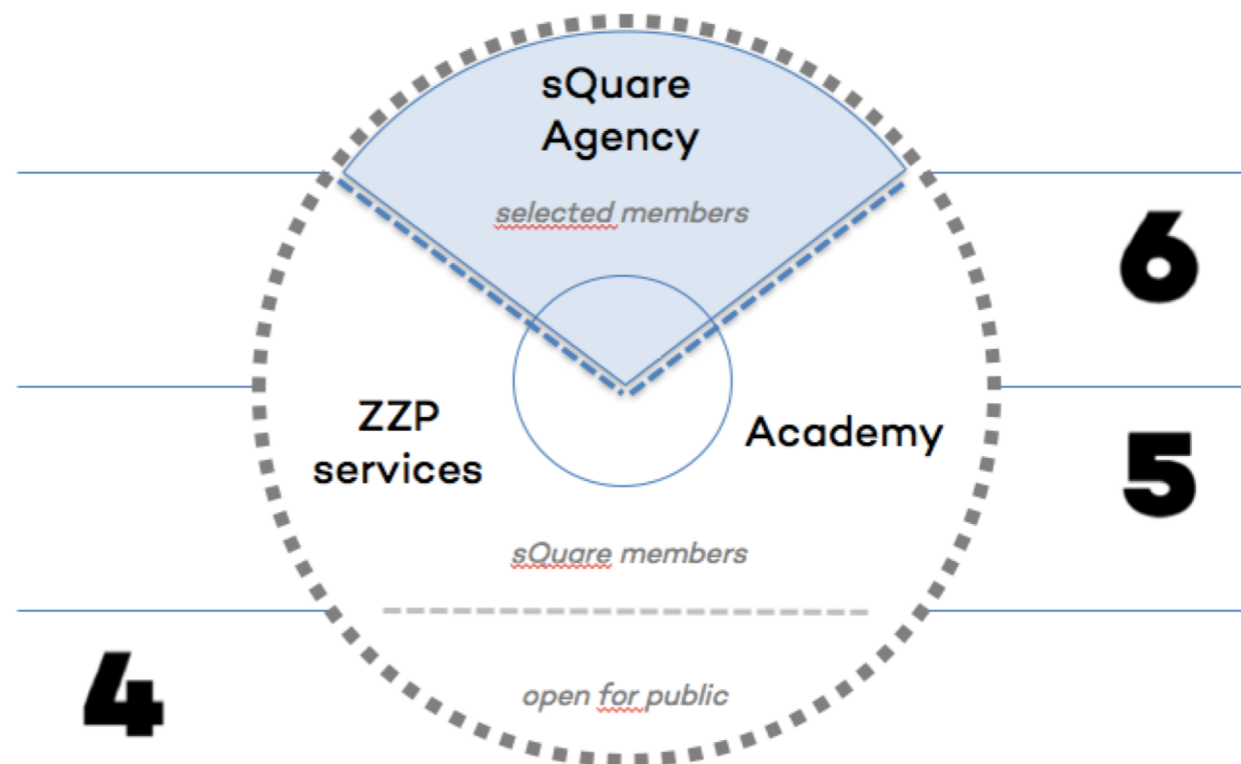 sQuare
Agency
selected members
6
ZZP
services
Academy
5
sQuare members
4
open for public